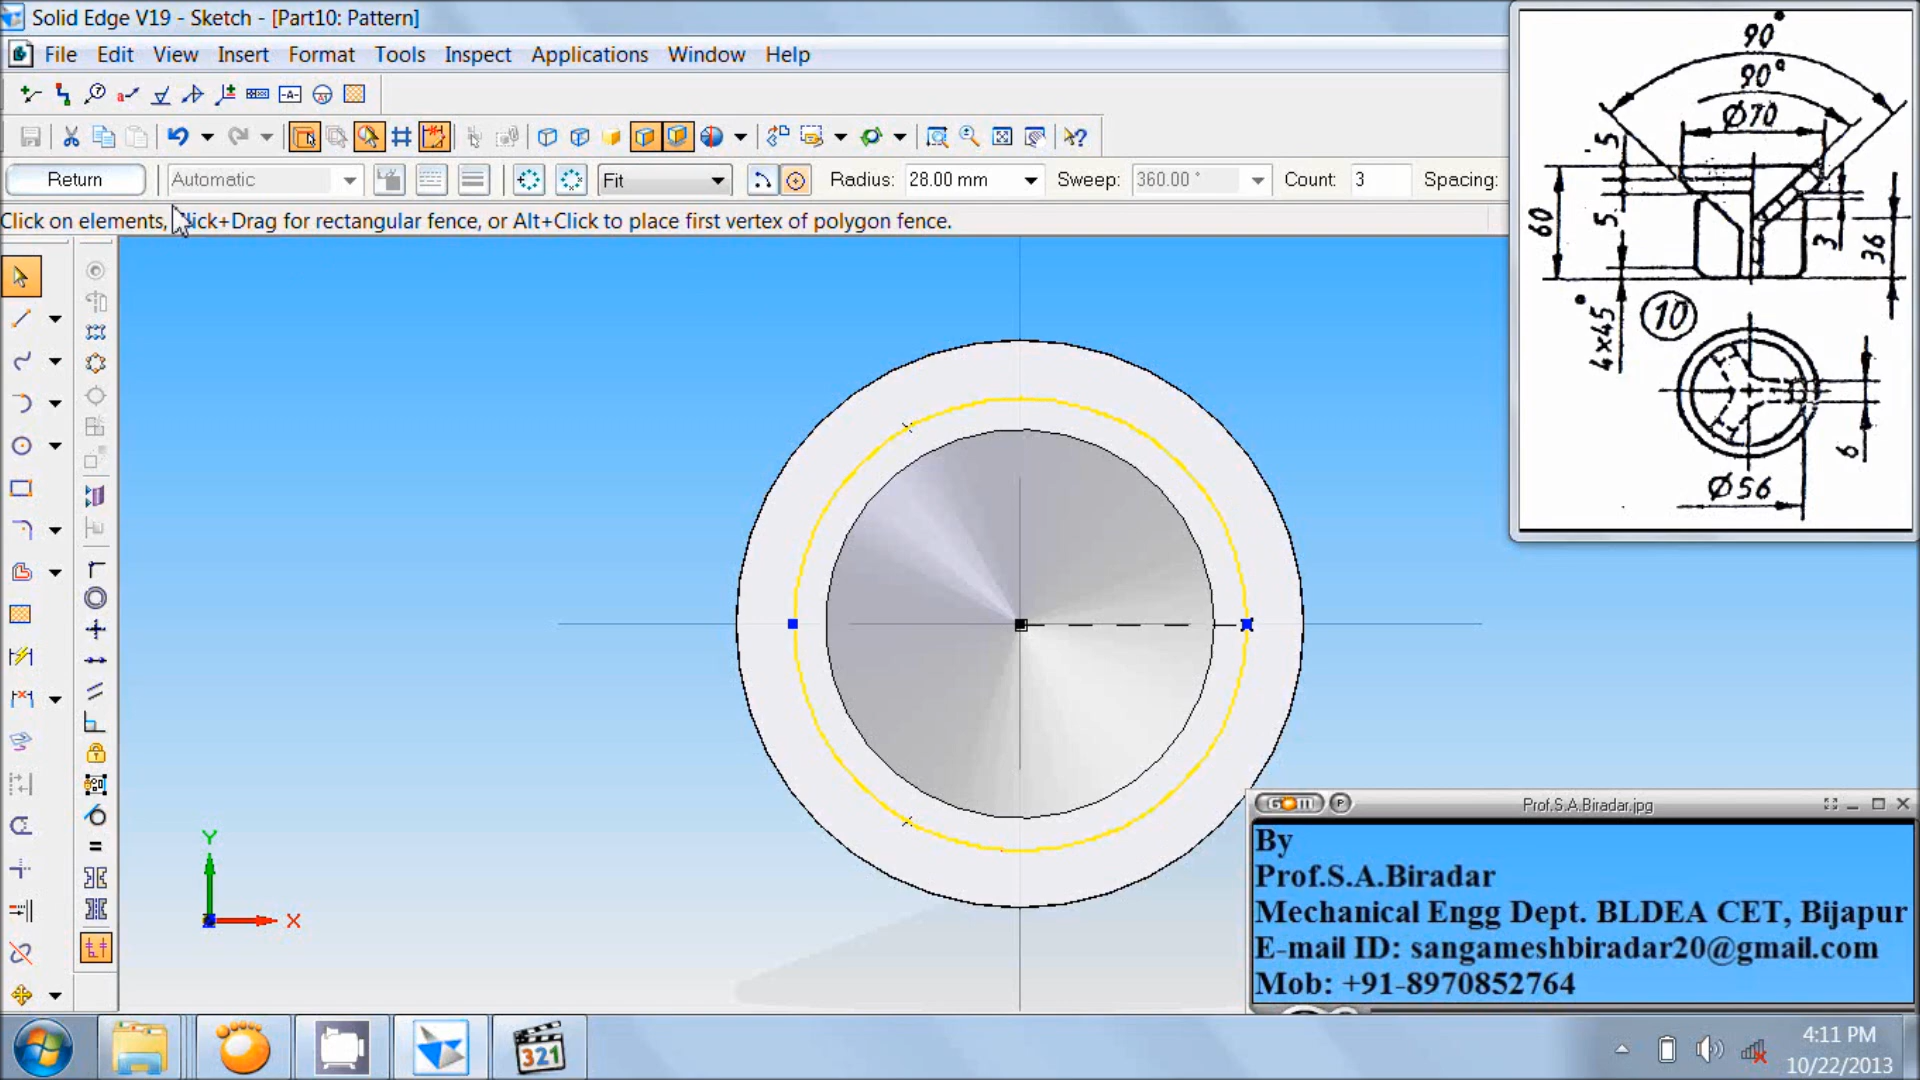 Solid Edge V19 - Sketch - [Part10: Pattern]
File Edit View Insert Format Tools Inspect Applications Window Help
Return Automatic Fit Radius: 28.00 mm Sweep: 360.00 ° Count: 3 Spacing:
Click on elements, Click+Drag for rectangular fence, or Alt+Click to place first vertex of polygon fence.
90°
90°
Ø70
5
60
5
3
36
4x45°
10
6
Ø56
Y
X
GOM P Prof.S.A.Biradar.jpg
By
Prof.S.A.Biradar
Mechanical Engg Dept. BLDEA CET, Bijapur
E-mail ID: sangameshbiradar20@gmail.com
Mob: +91-8970852764
321
4:11 PM
10/22/2013